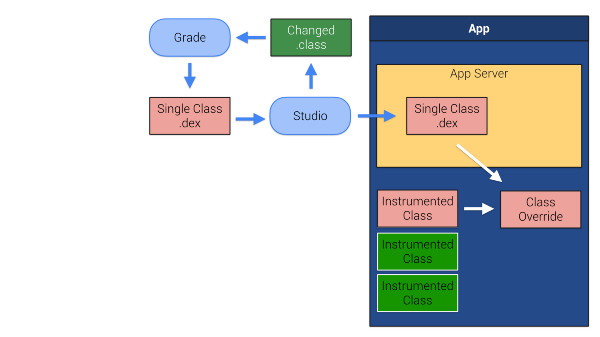 Grade
Changed
.class
Single Class
.dex
Studio
App
App Server
Single Class
.dex
Instrumented
Class
Class
Override
Instrumented
Class
Instrumented
Class